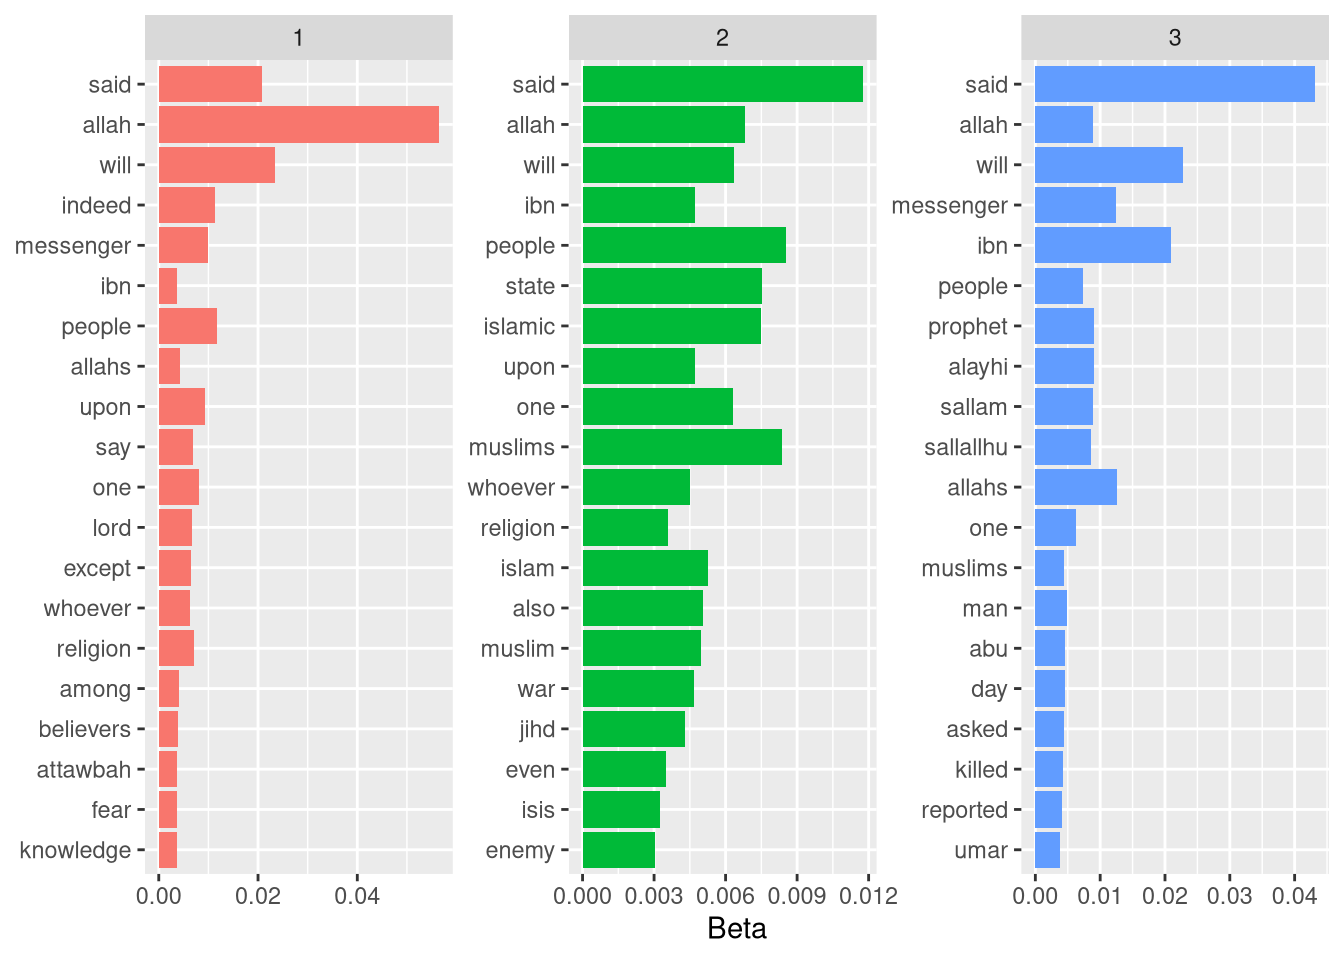 1
said
allah
will
indeed
messenger
ibn
people
allahs
upon
say
one
lord
except
whoever
religion
among
believers
attawbah
fear
knowledge
0.00 0.02 0.04
2
said
allah
will
ibn
people
state
islamic
upon
one
muslims
whoever
religion
islam
also
muslim
war
jihd
even
isis
enemy
0.000 0.003 0.006 0.009 0.012
3
said
allah
will
messenger
ibn
people
prophet
alayhi
sallam
sallallhu
allahs
one
muslims
man
abu
day
asked
killed
reported
umar
0.00 0.01 0.02 0.03 0.04
Beta